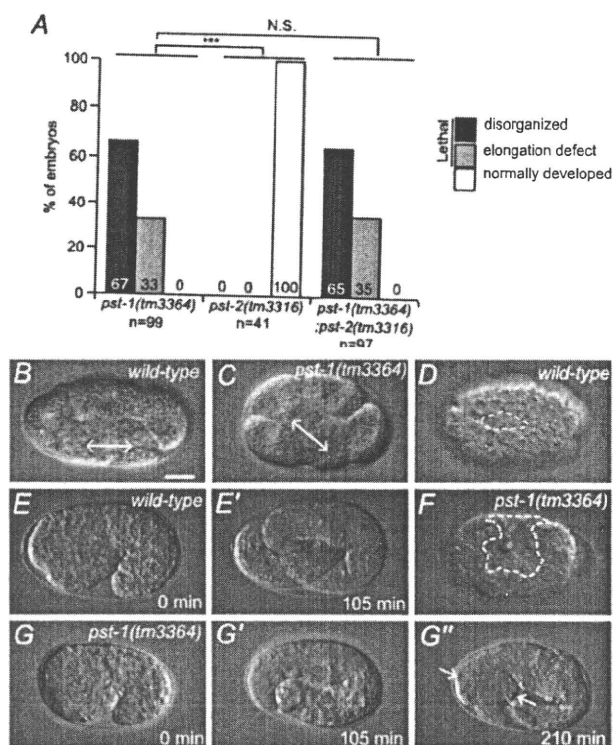 A
N.S.
***
100
80
60
40
20
0
% of embryos
67 33 0 0 0 100 65 35 0
pst-1(tm3364) pst-2(tm3316) pst-1(tm3364)
;pst-2(tm3316)
n=99 n=41 n=97
Lethal
disorganized
elongation defect
normally developed
B wild-type
C pst-1(tm3364)
D wild-type
E wild-type
0 min
E'
105 min
F pst-1(tm3364)
G pst-1(tm3364)
0 min
G'
105 min
G"
210 min